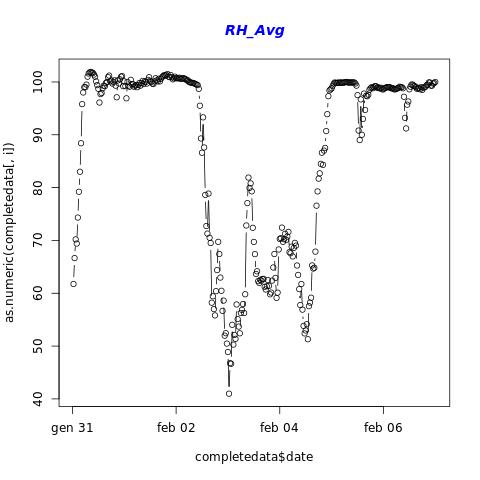 RH_Avg
as.numeric(completedata[, i])
100
90
80
70
60
50
40
gen 31
feb 02
feb 04
feb 06
completedata$date